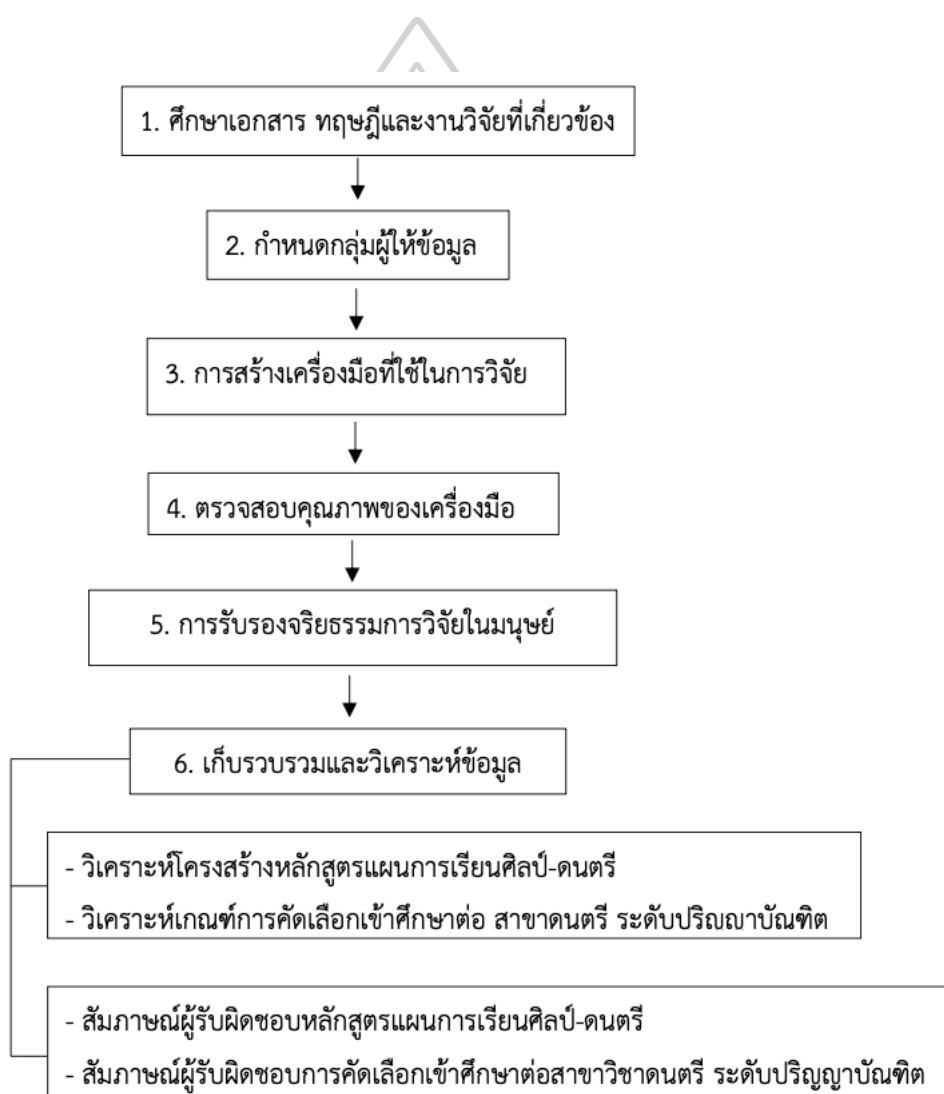 1. ศึกษาเอกสาร ทฤษฎีและงานวิจัยที่เกี่ยวข้อง
2. กำหนดกลุ่มผู้ให้ข้อมูล
3. การสร้างเครื่องมือที่ใช้ในการวิจัย
4. ตรวจสอบคุณภาพของเครื่องมือ
5. การรับรองจริยธรรมการวิจัยในมนุษย์
6. เก็บรวบรวมและวิเคราะห์ข้อมูล
- วิเคราะห์โครงสร้างหลักสูตรแผนการเรียนศิลป์-ดนตรี
- วิเคราะห์เกณฑ์การคัดเลือกเข้าศึกษาต่อ สาขาดนตรี ระดับปริญญาบัณฑิต
- สัมภาษณ์ผู้รับผิดชอบหลักสูตรแผนการเรียนศิลป์-ดนตรี
- สัมภาษณ์ผู้รับผิดชอบการคัดเลือกเข้าศึกษาต่อสาขาวิชาดนตรี ระดับปริญญาบัณฑิต